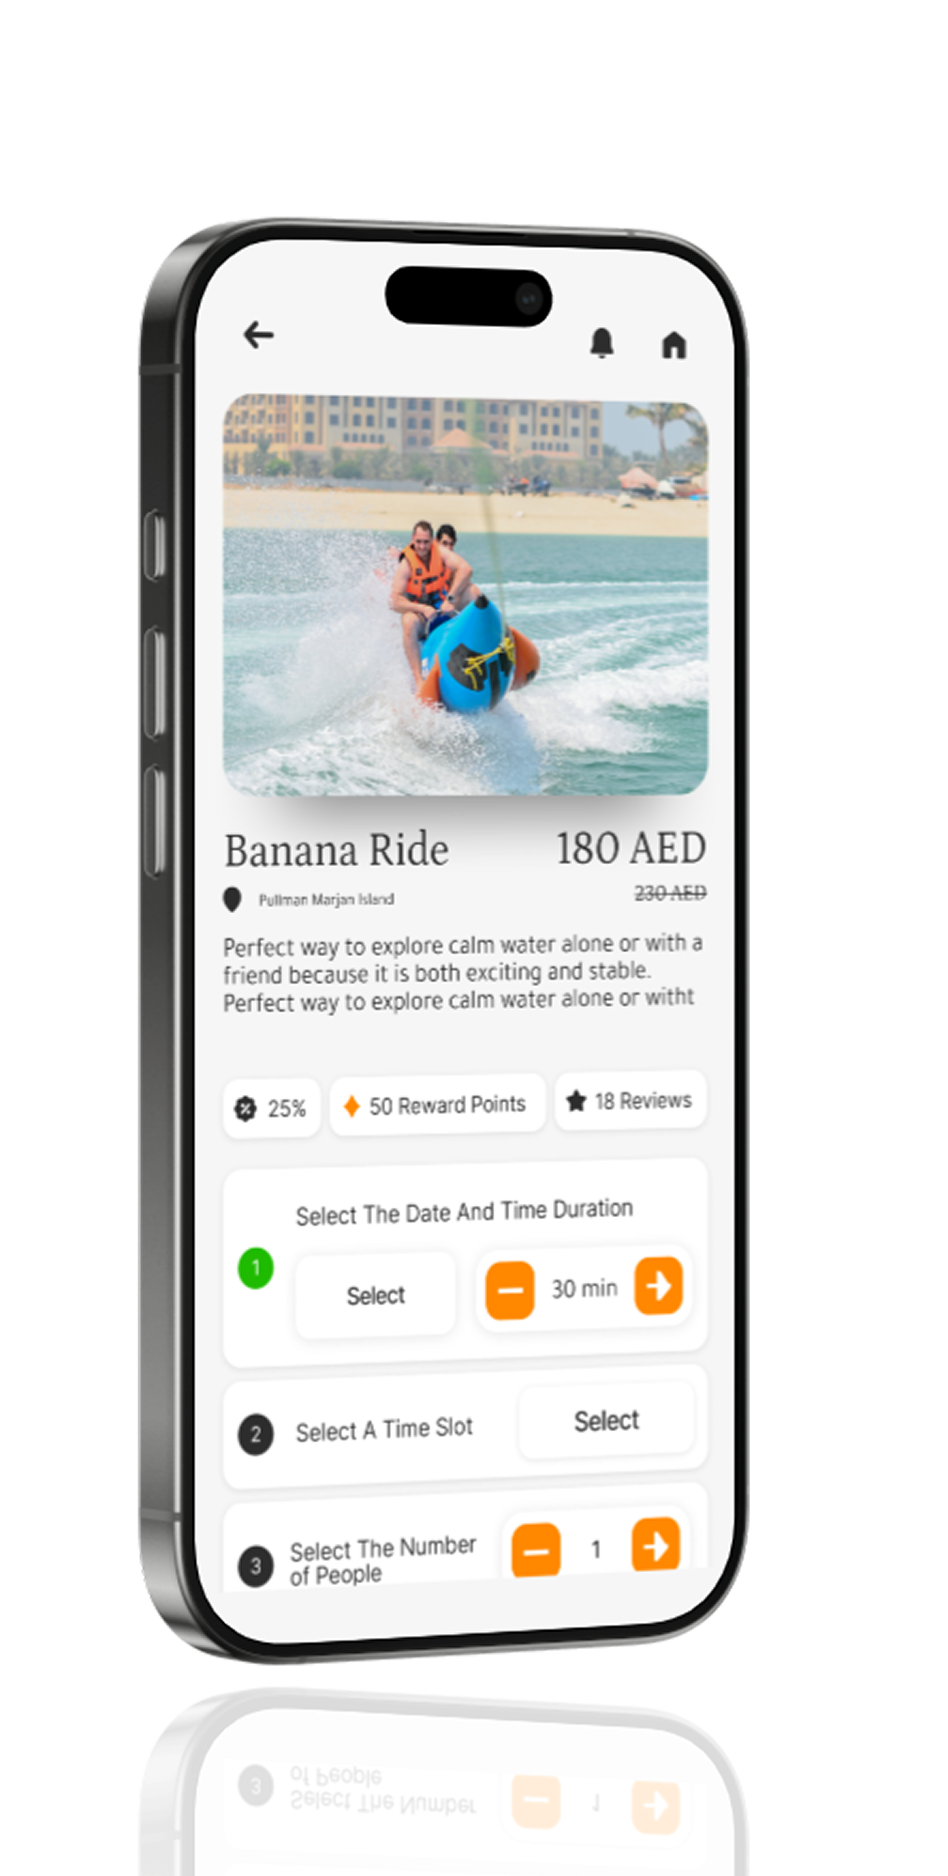 Banana Ride
180 AED
Pullman Marjan Island
230 AED
Perfect way to explore calm water alone or with a
friend because it is both exciting and stable.
Perfect way to explore calm water alone or witht
25%
50 Reward Points
18 Reviews
Select The Date And Time Duration
1
Select
30 min
2
Select A Time Slot
Select
3
Select The Number
of People
1